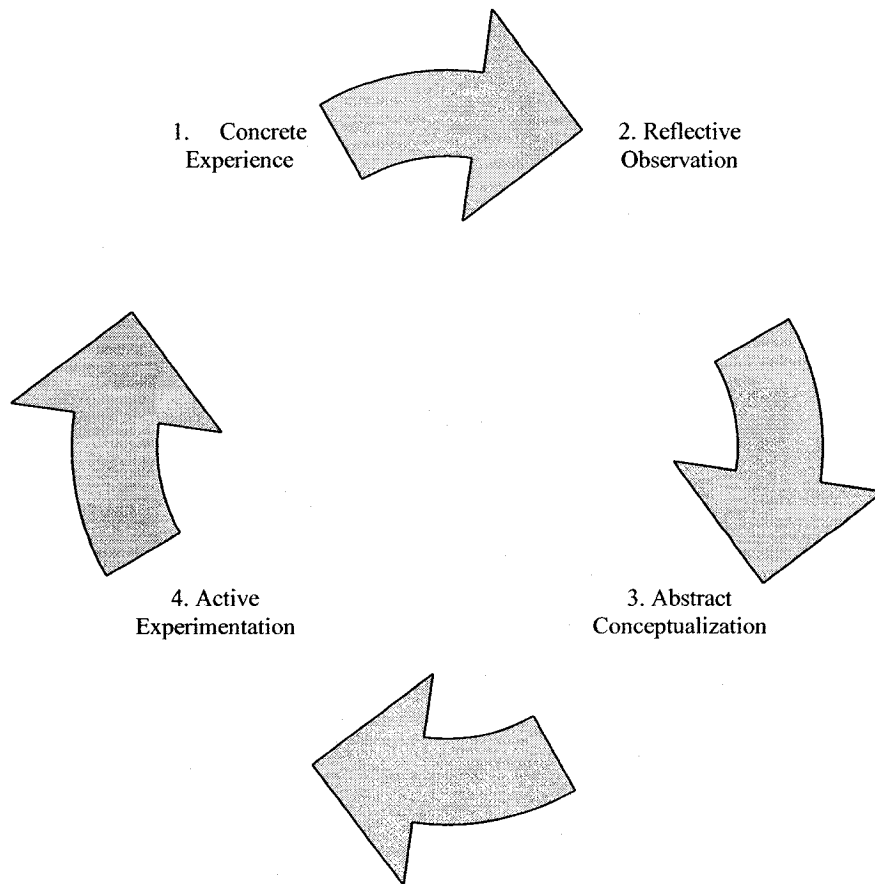 1. Concrete
Experience
2. Reflective
Observation
4. Active
Experimentation
3. Abstract
Conceptualization